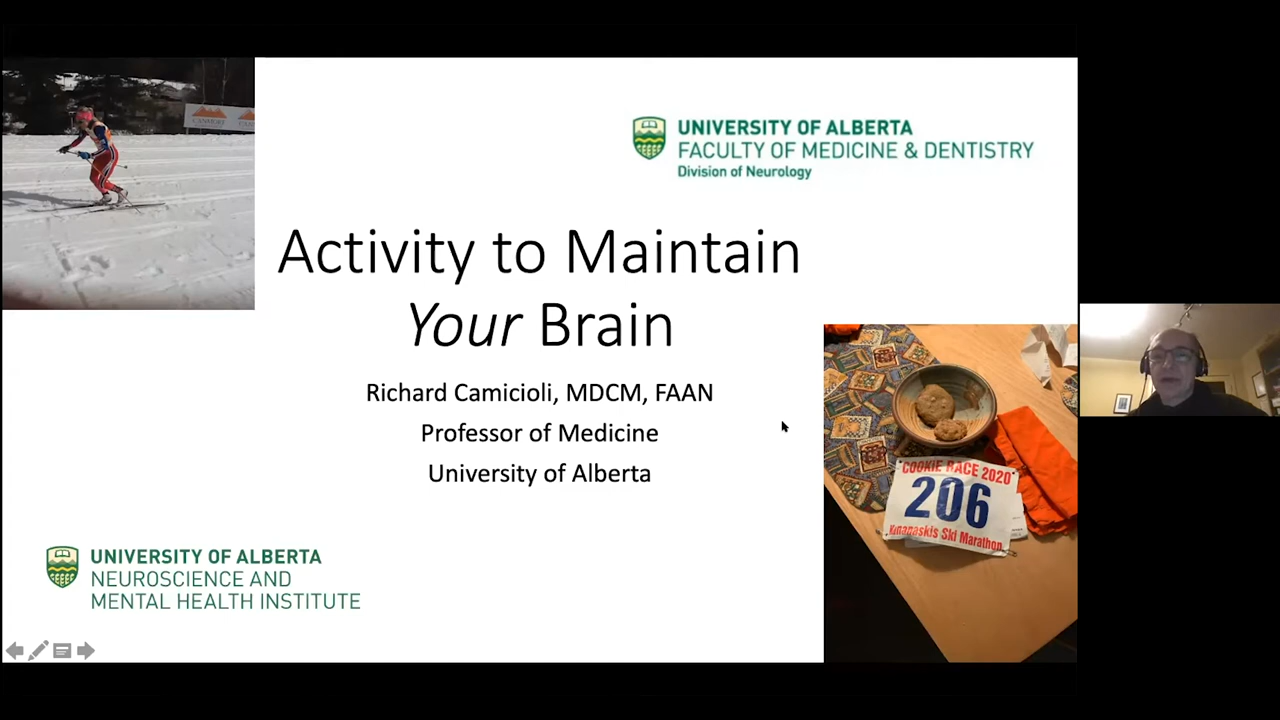 CANMORE
UNIVERSITY OF ALBERTA
FACULTY OF MEDICINE & DENTISTRY
Division of Neurology
Activity to Maintain
Your Brain
Richard Camicioli, MDCM, FAAN
Professor of Medicine
University of Alberta
COOKIE RACE 2020
206
Kananaskis Ski Marathon
UNIVERSITY OF ALBERTA
NEUROSCIENCE AND
MENTAL HEALTH INSTITUTE